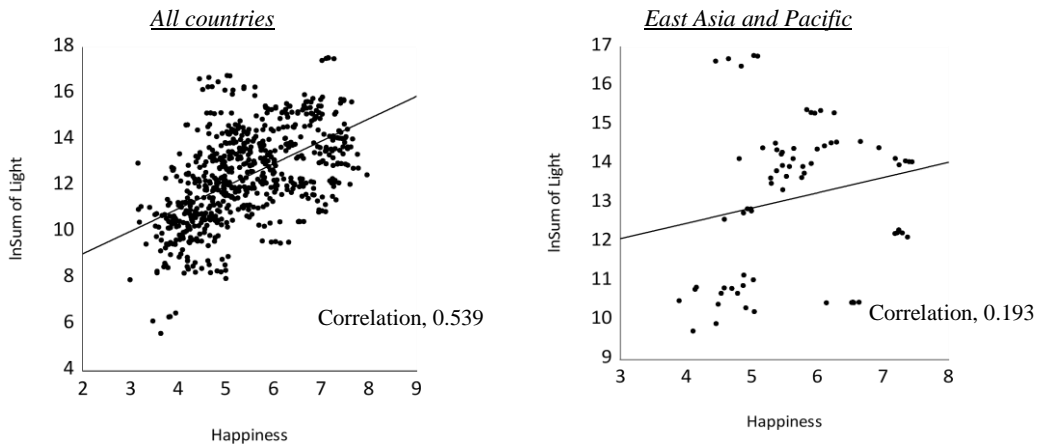 All countries
18
16
14
12
10
8
6
4
2 3 4 5 6 7 8 9
lnSum of Light
Happiness
Correlation, 0.539
East Asia and Pacific
17
16
15
14
13
12
11
10
9
3 4 5 6 7 8
lnSum of Light
Happiness
Correlation, 0.193